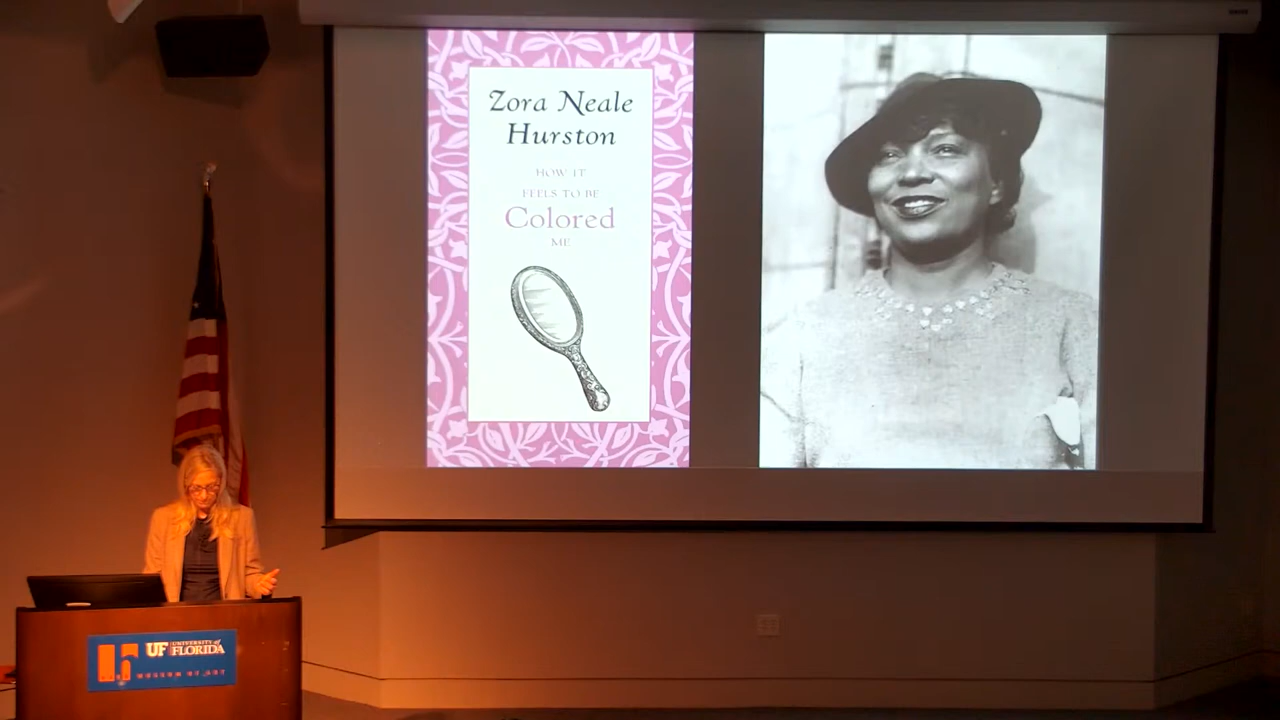 Zora Neale
Hurston
HOW IT
FEELS TO BE
Colored
ME
UF UNIVERSITY of
FLORIDA
MUSEUM OF ART